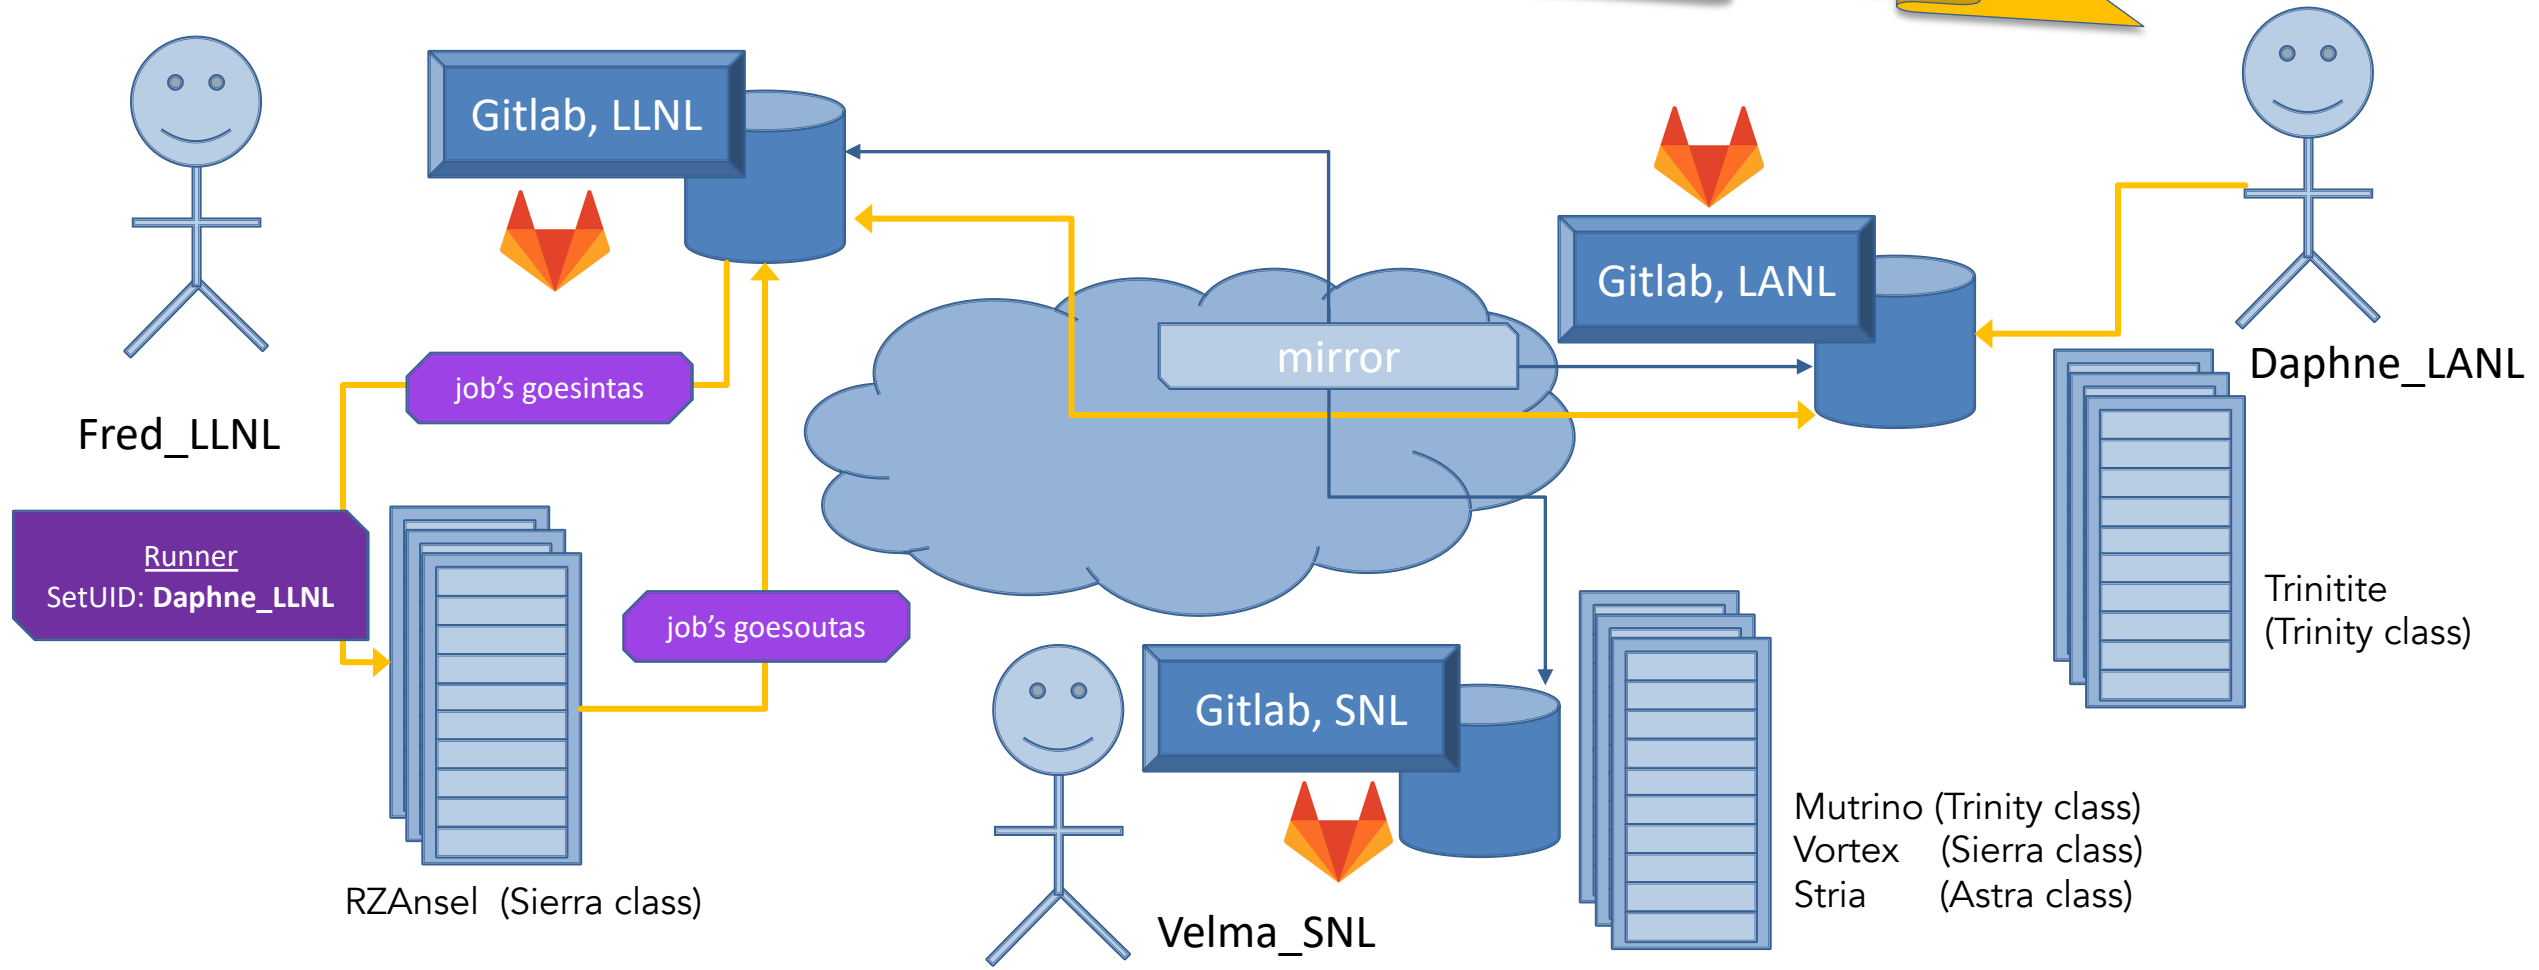 Gitlab, LLNL
Gitlab, LANL
mirror
Daphne_LANL
job's goesintas
Fred_LLNL
Runner
SetUID: Daphne_LLNL
job's goesoutas
Trinitite
(Trinity class)
Gitlab, SNL
Mutrino (Trinity class)
Vortex (Sierra class)
Stria (Astra class)
RZAnsel (Sierra class)
Velma_SNL